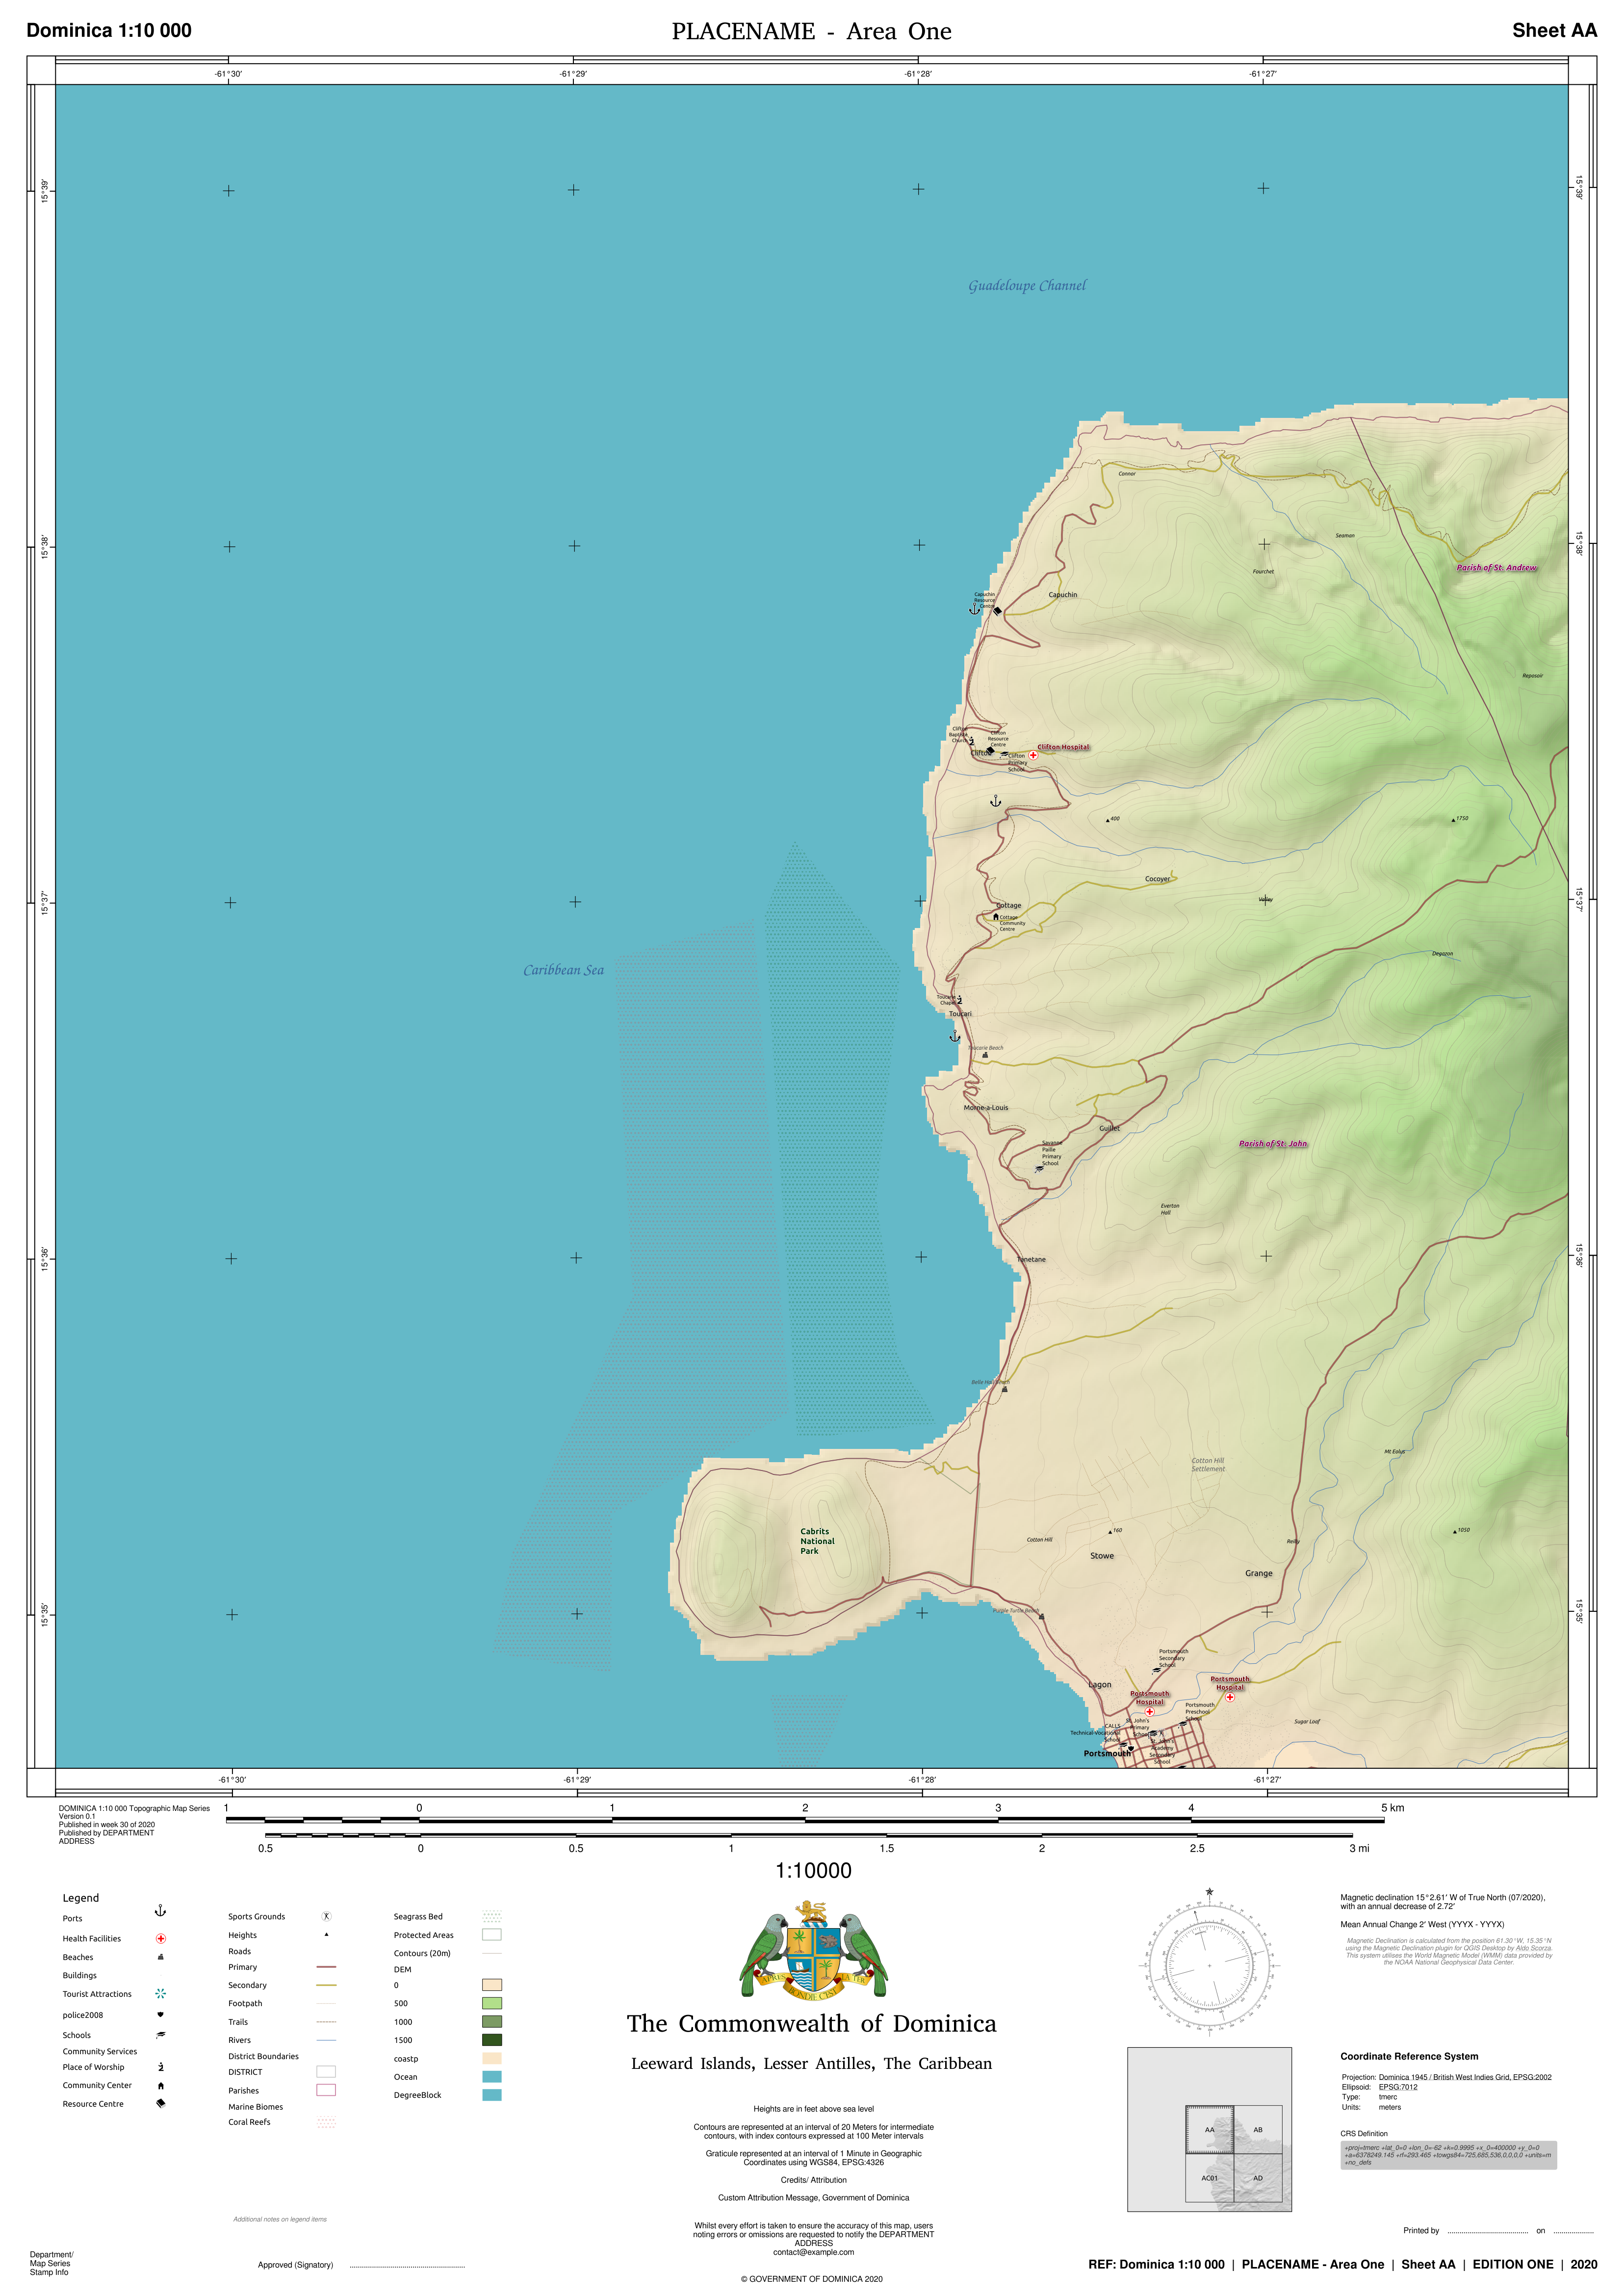 Dominica 1:10 000
PLACENAME - Area One
Sheet AA
-61°30'
-61°29'
-61°28'
-61°27'
15°39'
15°39'
Guadeloupe Channel
Connor
Seamon
15°38'
15°38'
Fourchet
Parish of St. Andrew
Capuchin
Resource
Centre
Capuchin
Reposoir
Clifton
Baptist
Church
Clifton
Resource
Centre
Clifton Hospital
Clifton
Clifton
Primary
School
400
1750
Cocoyer
15°37'
15°37'
Valley
Cottage
Cottage
Community
Centre
Degazon
Caribbean Sea
Toucarie
Chapel
Toucari
Toucarie Beach
Morne-a-Louis
Guillet
Savanne
Paille
Primary
School
Parish of St. John
Everton
Hall
15°36'
15°36'
Tanetane
Belle Hall Beach
Mt Eolys
Cotton Hill
Settlement
Cabrits
National
Park
160
1050
Cotton Hill
Reilly
Stowe
Grange
15°35'
15°35'
Purple Turtle Beach
Portsmouth
Secondary
School
Lagon
Portsmouth
Hospital
Portsmouth
Hospital
Portsmouth
Preschool
School
Sugar Loaf
CALLS
Technical-Vocational
School
St. John's
Primary
School
St. John's
Academy
Secondary
School
Portsmouth
-61°30'
-61°29'
-61°28'
-61°27'
DOMINICA 1:10 000 Topographic Map Series
Version 0.1
Published in week 30 of 2020
Published by DEPARTMENT
ADDRESS
1 0 1 2 3 4 5 km
0.5 0 0.5 1 1.5 2 2.5 3 mi
1:10000
Legend
Ports
Health Facilities
Beaches
Buildings
Tourist Attractions
police2008
Schools
Community Services
Place of Worship
Community Center
Resource Centre
Sports Grounds
Heights
Roads
Primary
Secondary
Footpath
Trails
Rivers
District Boundaries
DISTRICT
Parishes
Marine Biomes
Coral Reefs
Seagrass Bed
Protected Areas
Contours (20m)
DEM
0
500
1000
1500
coastp
Ocean
DegreeBlock
Additional notes on legend items
The Commonwealth of Dominica
Leeward Islands, Lesser Antilles, The Caribbean
Heights are in feet above sea level
Contours are represented at an interval of 20 Meters for intermediate
contours, with index contours expressed at 100 Meter intervals
Graticule represented at an interval of 1 Minute in Geographic
Coordinates using WGS84, EPSG:4326
Credits/ Attribution
Custom Attribution Message, Government of Dominica
Whilst every effort is taken to ensure the accuracy of this map, users
noting errors or omissions are requested to notify the DEPARTMENT
ADDRESS
contact@example.com
© GOVERNMENT OF DOMINICA 2020
Magnetic declination 15°2.61' W of True North (07/2020),
with an annual decrease of 2.72'
Mean Annual Change 2' West (YYYX - YYYX)
Magnetic Declination is calculated from the position 61.30°W, 15.35°N
using the Magnetic Declination plugin for QGIS Desktop by Aldo Scorza.
This system utilises the World Magnetic Model (WMM) data provided by
the NOAA National Geophysical Data Center.
AA
AB
AC01
AD
Coordinate Reference System
Projection: Dominica 1945 / British West Indies Grid, EPSG:2002
Ellipsoid: EPSG:7012
Type: tmerc
Units: meters
CRS Definition
+proj=tmerc +lat_0=0 +lon_0=-62 +k=0.9995 +x_0=400000 +y_0=0
+a=6378249.145 +rf=293.465 +towgs84=725,685,536,0,0,0,0 +units=m
+no_defs
Printed by on
Department/
Map Series
Stamp Info
Approved (Signatory)
REF: Dominica 1:10 000 | PLACENAME - Area One | Sheet AA | EDITION ONE | 2020